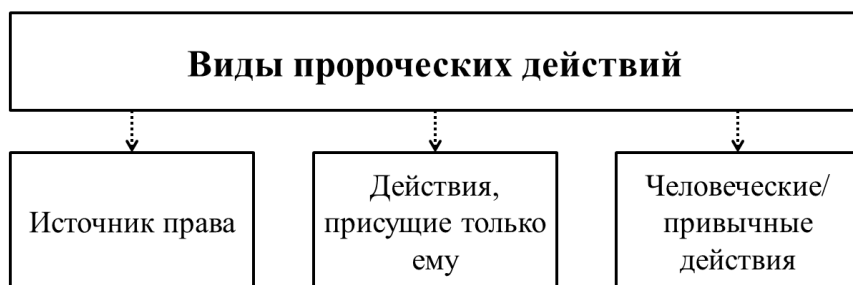 Виды пророческих действий
Источник права
Действия,
присущие только
ему
Человеческие/
привычные
действия